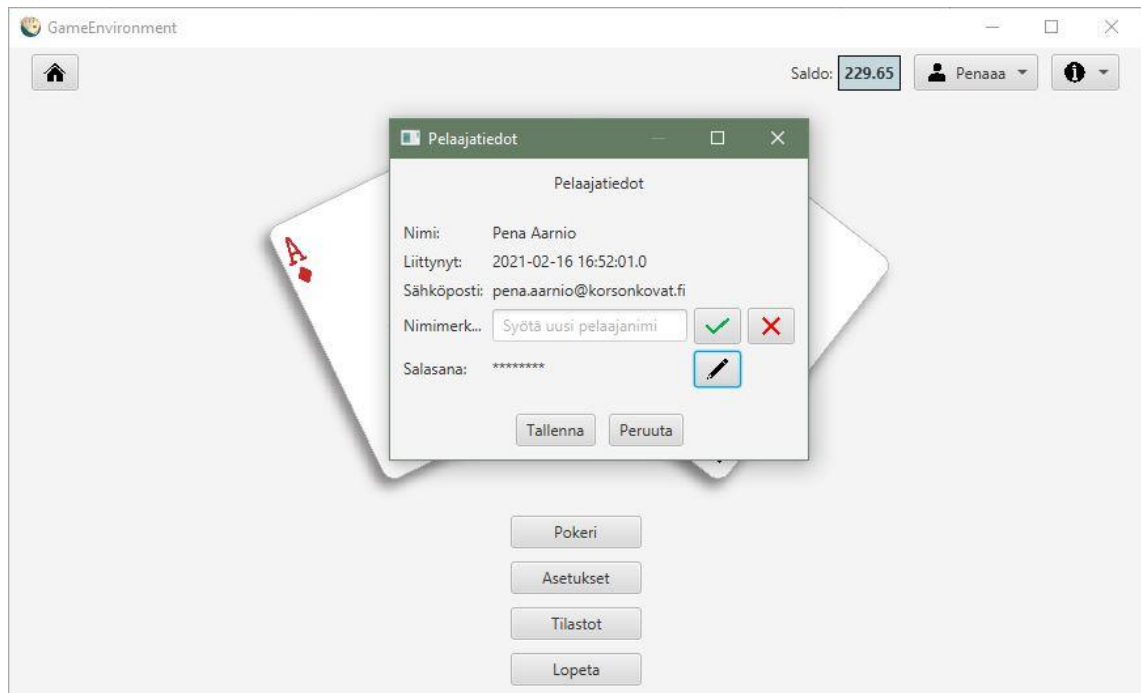 GameEnvironment
Saldo: 229.65 Penaaa
Pelaajatiedot
Pelaajatiedot
Nimi: Pena Aarnio
Liittynyt: 2021-02-16 16:52:01.0
Sähköposti: pena.aarnio@korsonkovat.fi
Nimimerk... Syötä uusi pelaajanimi
Salasana: ********
Tallenna Peruuta
A
Pokeri
Asetukset
Tilastot
Lopeta